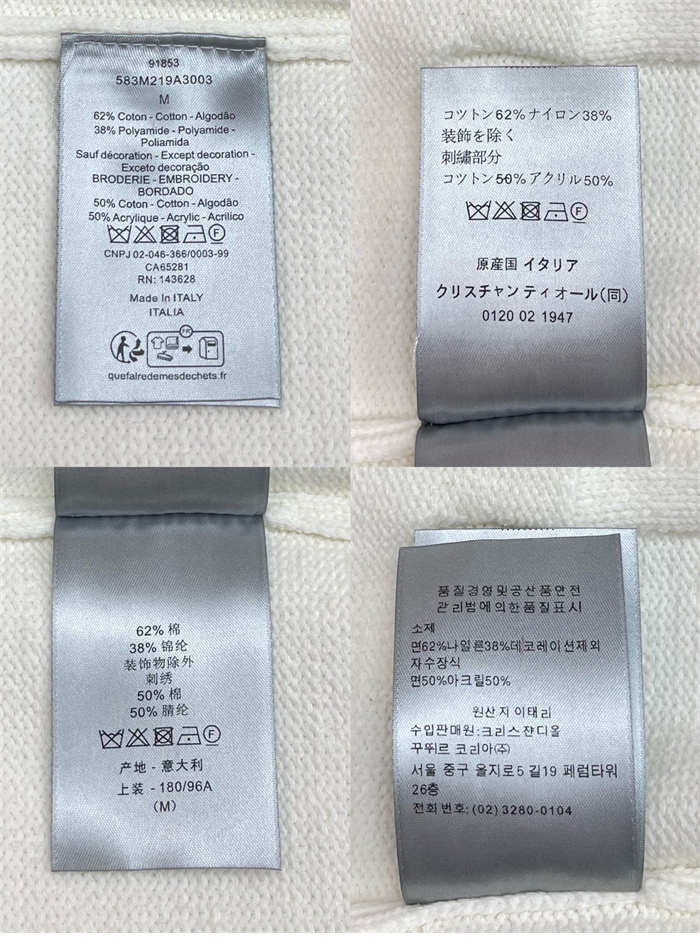 91853
583M219A3003
M
62% Coton - Cotton - Algodão
38% Polyamide - Polyamide -
Poliamida
Sauf décoration - Except decoration -
Exceto decoração
BRODERIE - EMBROIDERY -
BORDADO
50% Coton - Cotton - Algodão
50% Acrylique - Acrylic - Acrilico
F
CNPJ 02-046-366/0003-99
CA65281
RN: 143628
Made In ITALY
ITALIA
FR
quefairedemesdechets.fr
コツトン62%ナイロン38%
装飾を除く
刺繍部分
コツトン50%アクリル50%
F
原産国 イタリア
クリスチャン ティオール(同)
0120 02 1947
62% 棉
38% 锦纶
装饰物除外
刺绣
50% 棉
50% 腈纶
F
产地 - 意大利
上装 - 180/96A
(M)
품질경영및공산품안전
관리법에의한품질표시
소제
면62%나일론38%데코레이션제외
자수장식
면50%아크릴50%
원산지 이태리
수입판매원:크리스챤디올
꾸뛰르 코리아(주)
서울 중구 을지로5 길19 페럼타워
26층
전화 번호: (02) 3280-0104